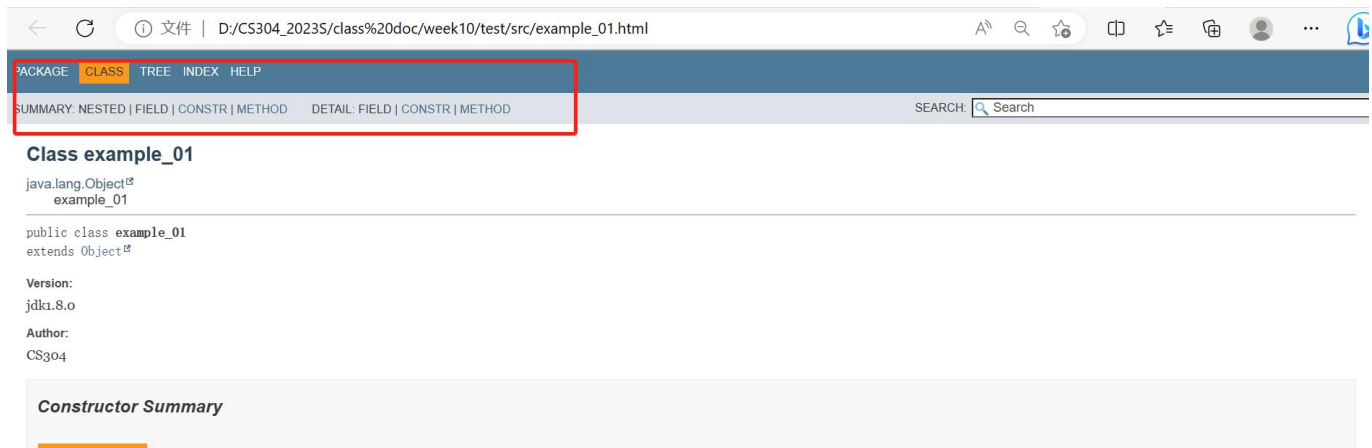 文件 | D:/CS304_2023S/class%20doc/week10/test/src/example_01.html
PACKAGE CLASS TREE INDEX HELP
SUMMARY: NESTED | FIELD | CONSTR | METHOD DETAIL: FIELD | CONSTR | METHOD SEARCH: Search
Class example_01
java.lang.Object
example_01
public class example_01
extends Object
Version:
jdk1.8.0
Author:
CS304
Constructor Summary